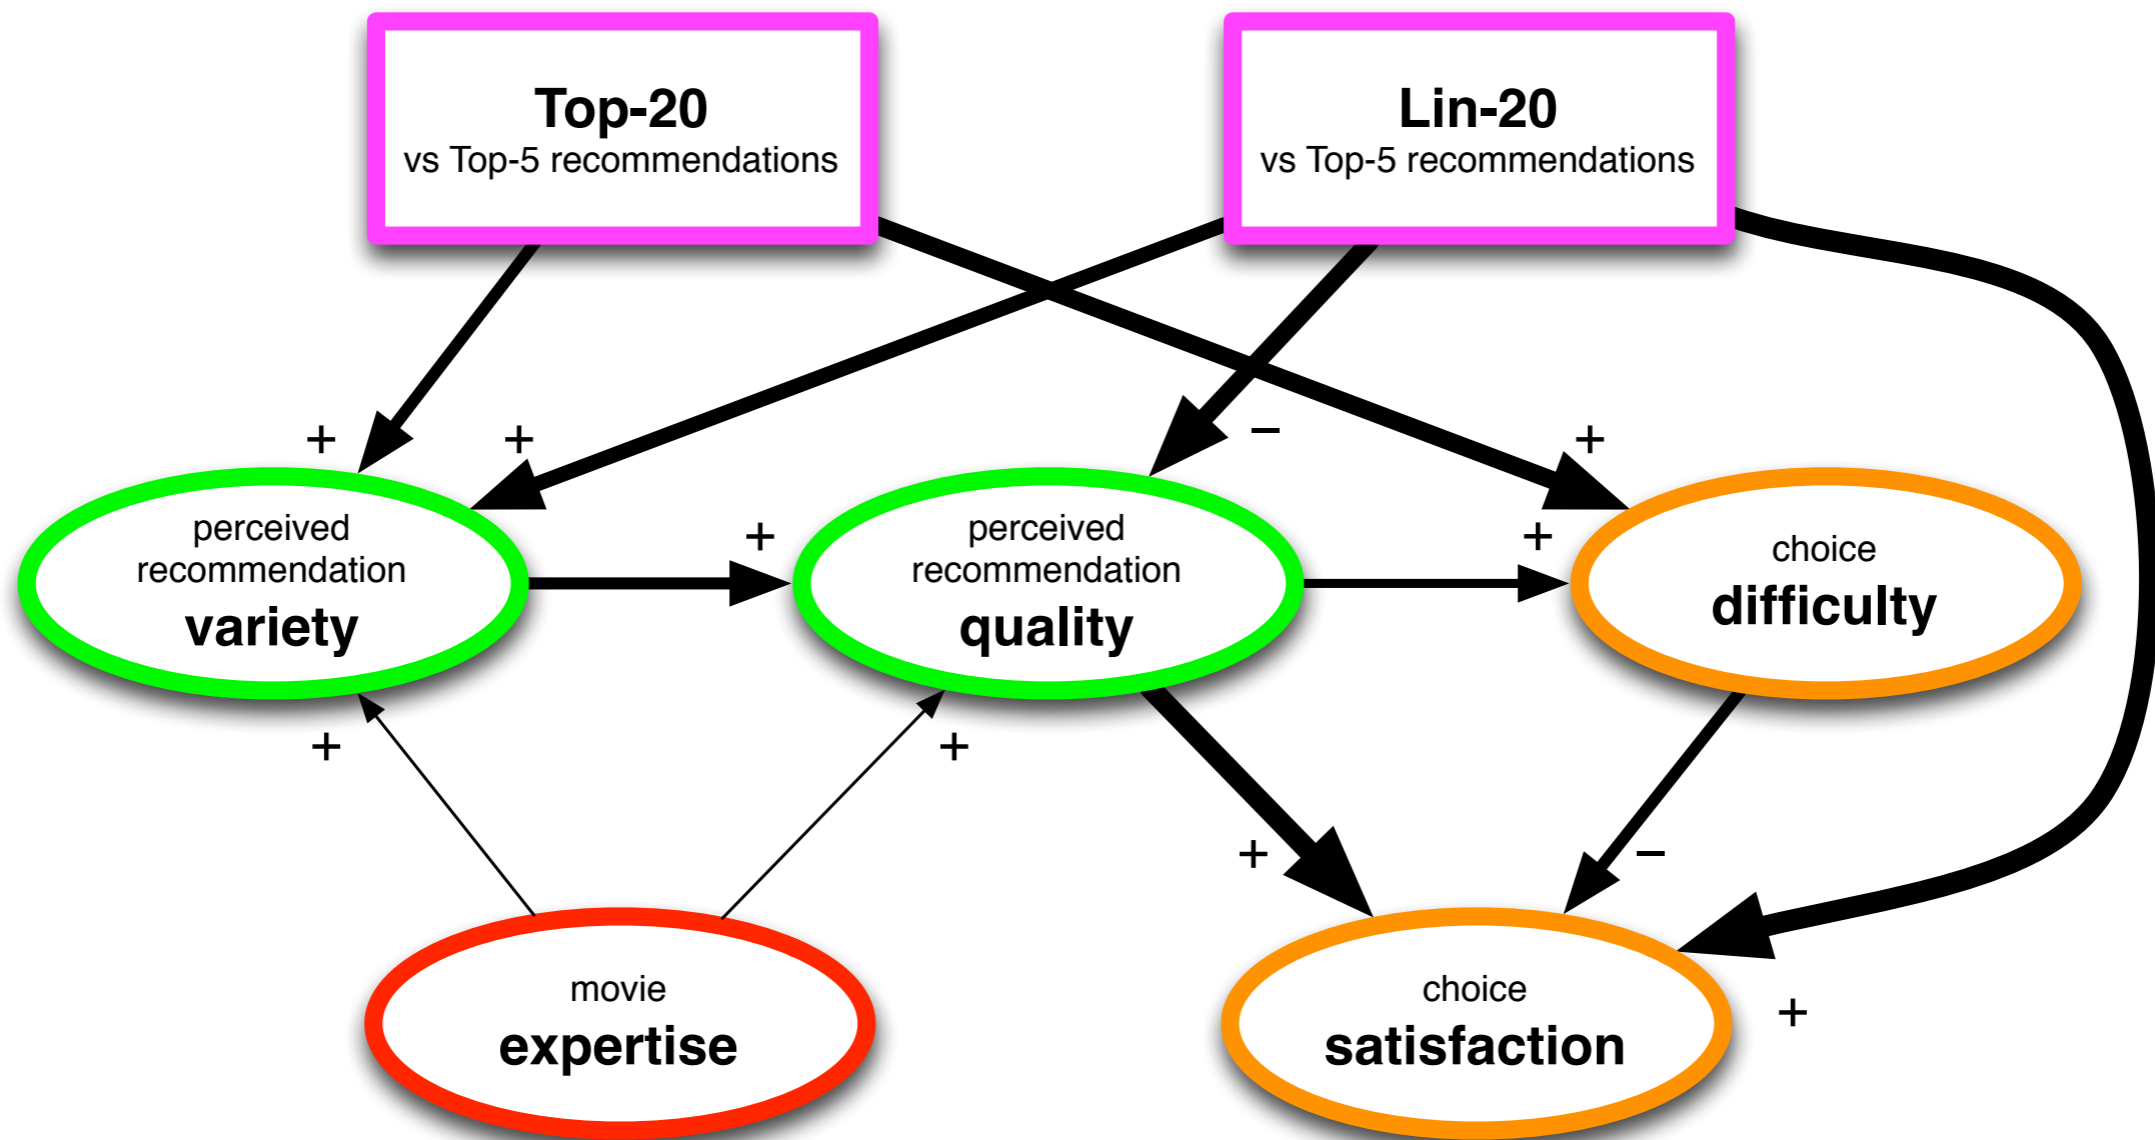 Top-20
vs Top-5 recommendations
Lin-20
vs Top-5 recommendations
+
+
−
+
perceived
recommendation
variety
+
perceived
recommendation
quality
+
choice
difficulty
+
+
+
−
movie
expertise
choice
satisfaction
+